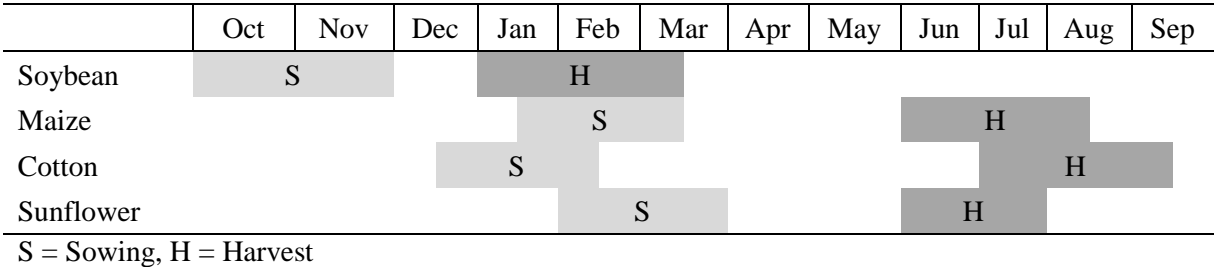 Oct Nov Dec Jan Feb Mar Apr May Jun Jul Aug Sep
Soybean S H
Maize S H
Cotton S H
Sunflower S H
S = Sowing, H = Harvest